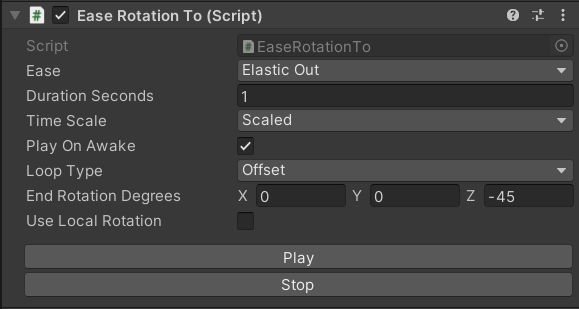 Ease Rotation To (Script)
Script EaseRotationTo
Ease Elastic Out
Duration Seconds 1
Time Scale Scaled
Play On Awake
Loop Type Offset
End Rotation Degrees X 0 Y 0 Z -45
Use Local Rotation
Play
Stop